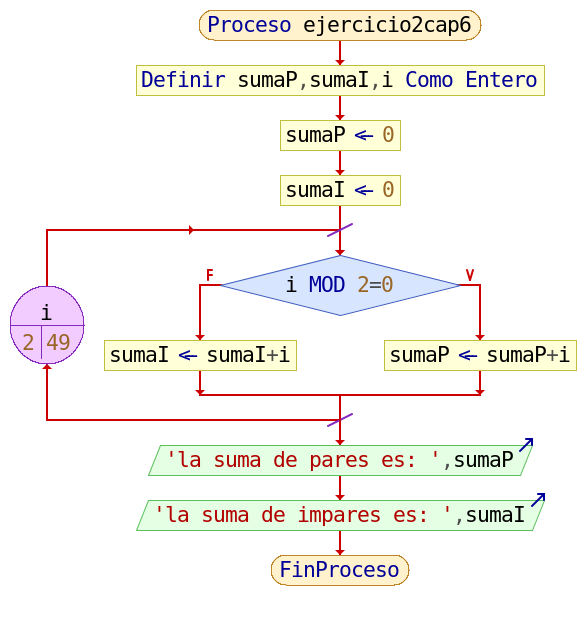 Proceso ejercicio2cap6
Definir sumaP,sumaI,i Como Entero
sumaP <- 0
sumaI <- 0
i MOD 2=0
F
V
i
2 49
sumaI <- sumaI+i
sumaP <- sumaP+i
'la suma de pares es: ',sumaP
'la suma de impares es: ',sumaI
FinProceso